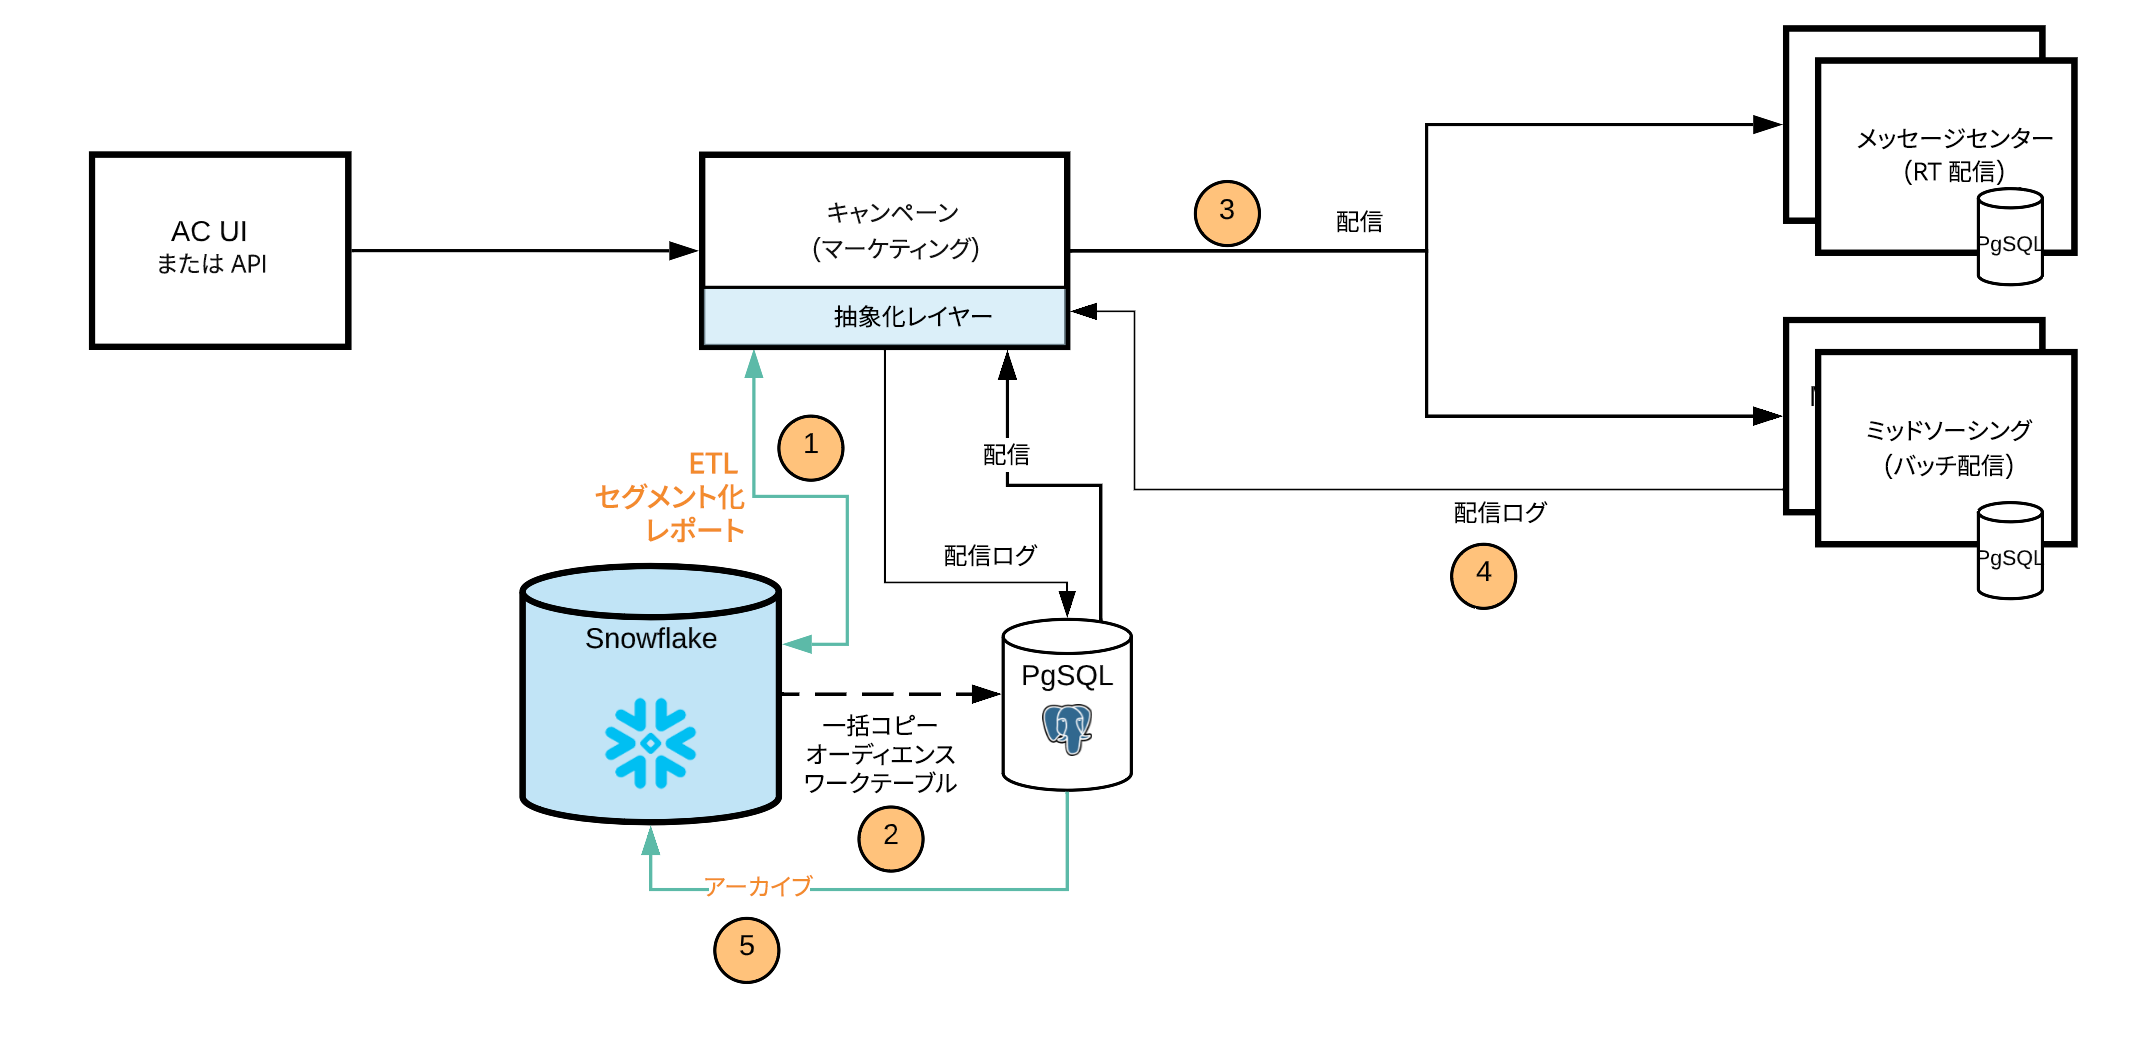 AC UI
または API
キャンペーン
(マーケティング)
抽象化レイヤー
3
配信
メッセージセンター
(RT 配信)
PgSQL
ミッドソーシング
(バッチ配信)
PgSQL
配信ログ
4
1
ETL
セグメント化
レポート
配信
配信ログ
Snowflake
PgSQL
一括コピー
オーディエンス
ワークテーブル
2
アーカイブ
5